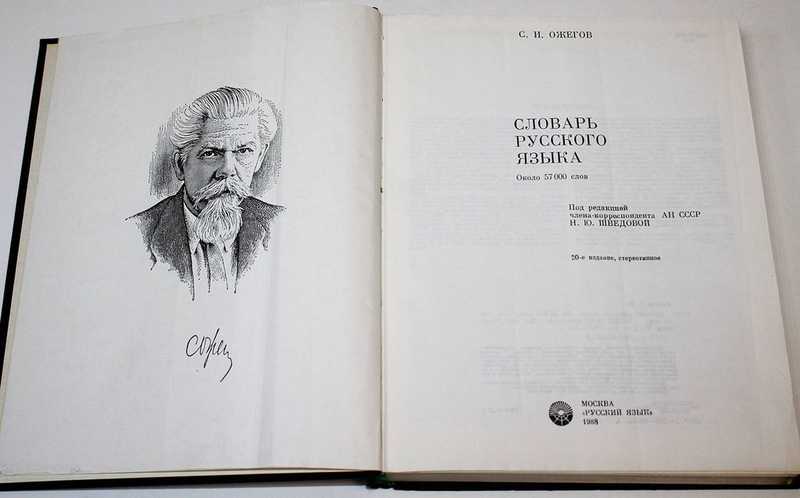 С. И. ОЖЕГОВ
СЛОВАРЬ
РУССКОГО
ЯЗЫКА
Около 57 000 слов
Под редакцией
члена-корреспондента АН СССР
Н. Ю. ШВЕДОВОЙ
20-е издание, стереотипное
МОСКВА
«РУССКИЙ ЯЗЫК»
1988